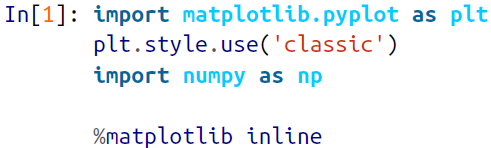 In[1]: import matplotlib.pyplot as plt
plt.style.use('classic')
import numpy as np
%matplotlib inline